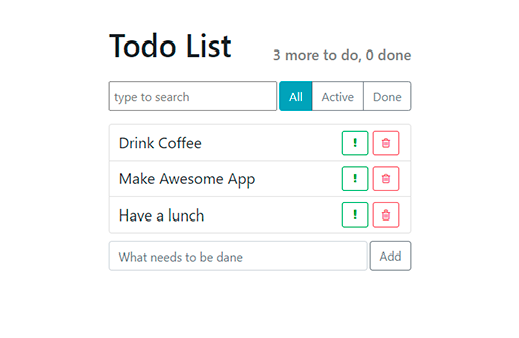 Todo List
3 more to do, 0 done
type to search
All Active Done
Drink Coffee
!
Make Awesome App
!
Have a lunch
!
What needs to be dane
Add